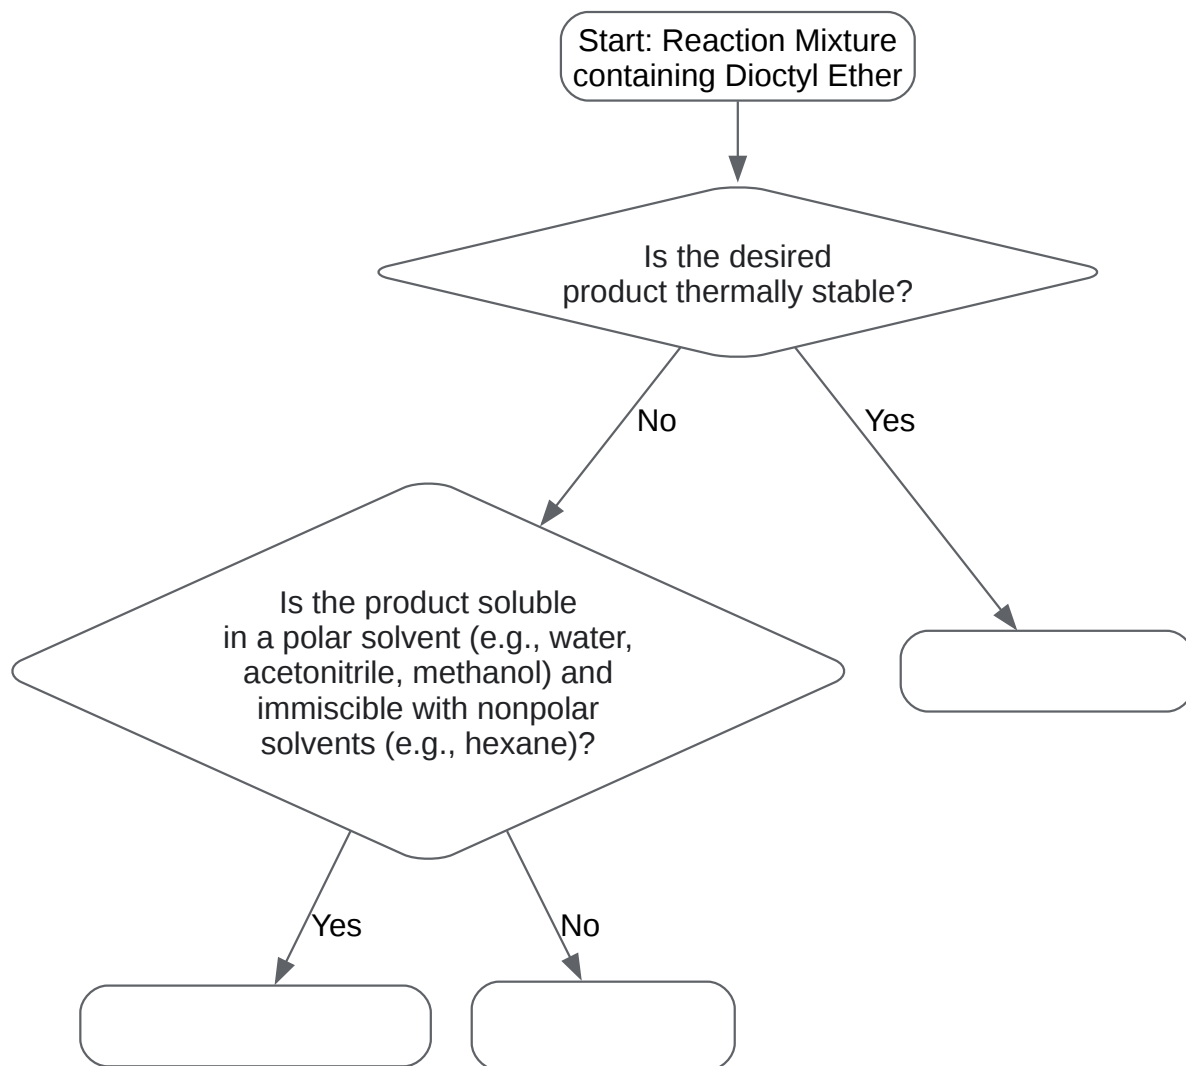 Start: Reaction Mixture
containing Dioctyl Ether
Is the desired
product thermally stable?
No
Yes
Is the product soluble
in a polar solvent (e.g., water,
acetonitrile, methanol) and
immiscible with nonpolar
solvents (e.g., hexane)?
Yes
No